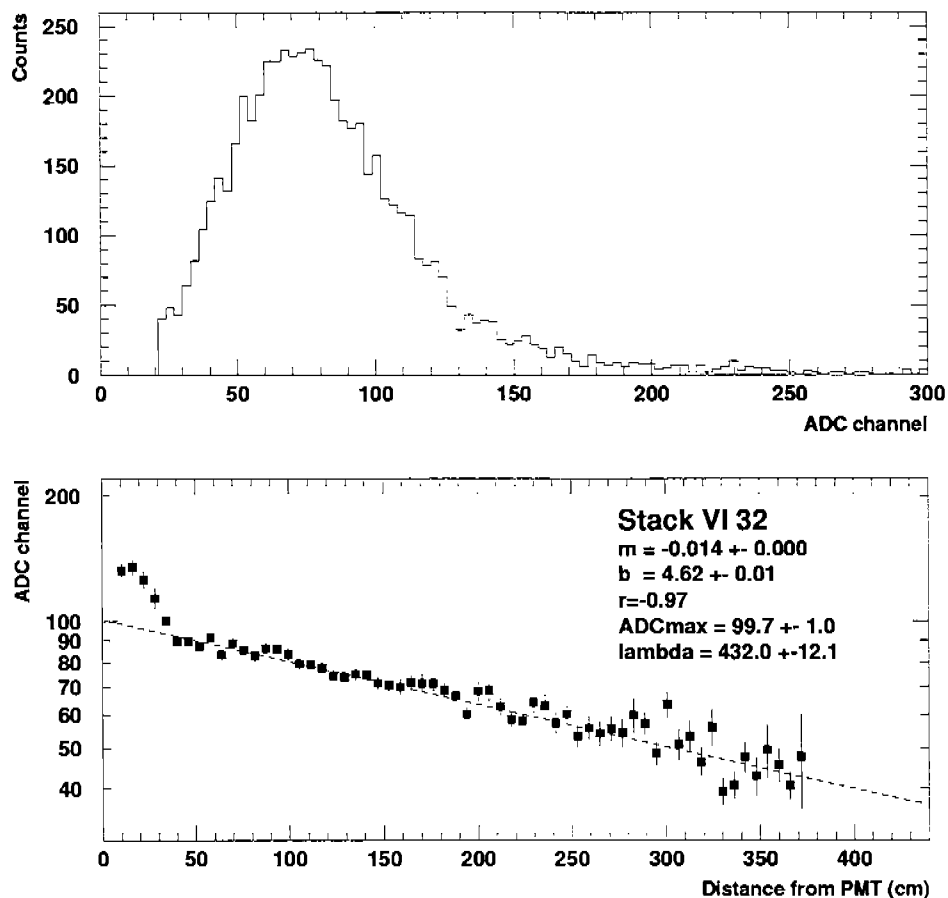 Counts
250
200
150
100
50
0
0 50 100 150 200 250 300
ADC channel
ADC channel
200
100
90
80
70
60
50
40
Stack VI 32
m = -0.014 +- 0.000
b = 4.62 +- 0.01
r=-0.97
ADCmax = 99.7 +- 1.0
lambda = 432.0 +-12.1
0 50 100 150 200 250 300 350 400
Distance from PMT (cm)